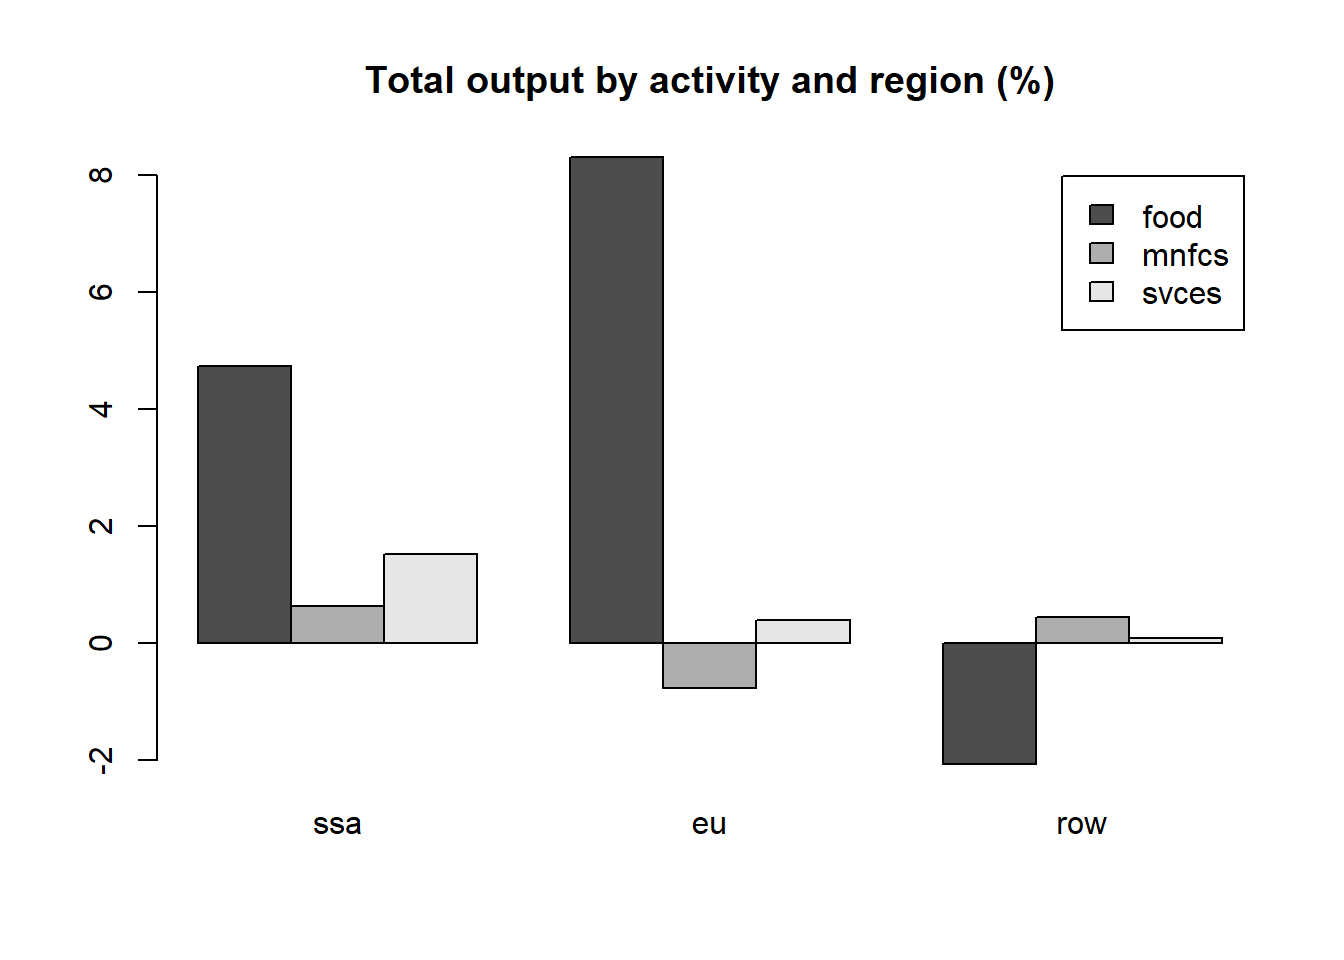 Total output by activity and region (%)
8
6
4
2
0
-2
food
mnfcs
svces
ssa
eu
row